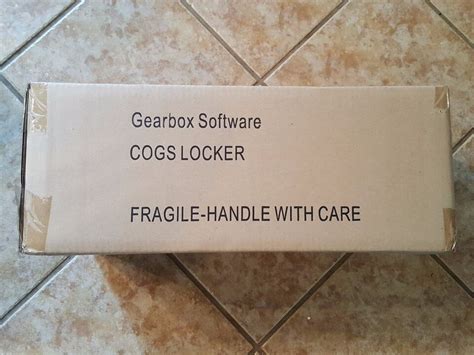 Gearbox Software
COGS LOCKER
FRAGILE-HANDLE WITH CARE